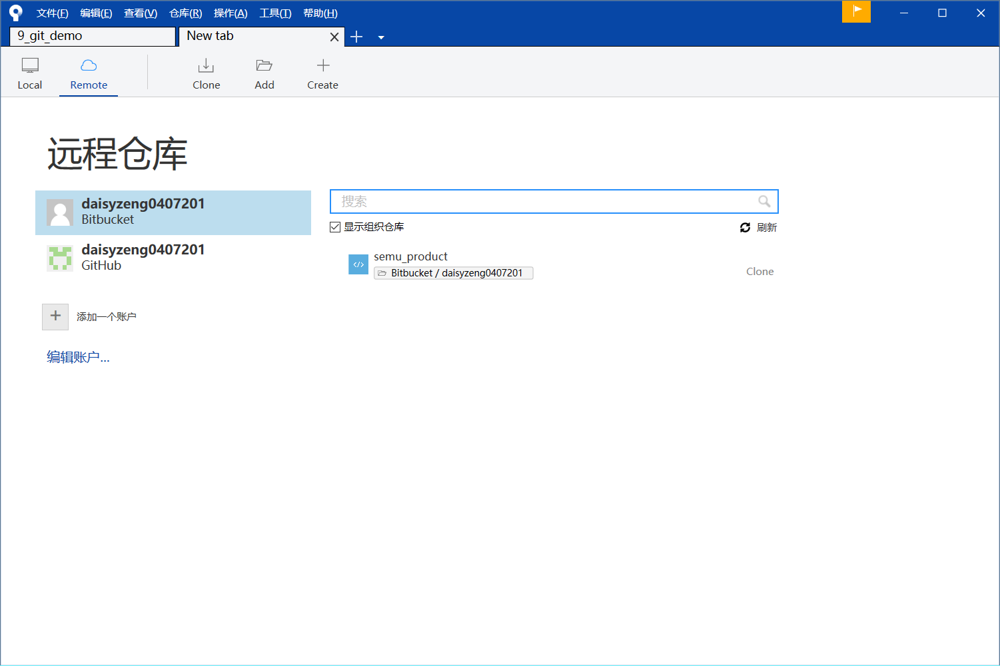 文件(F) 编辑(E) 查看(V) 仓库(R) 操作(A) 工具(T) 帮助(H)
9_git_demo New tab
Local Remote Clone Add Create
远程仓库
daisyzeng0407201
Bitbucket
daisyzeng0407201
GitHub
添加一个账户
编辑账户...
搜索
显示组织仓库 刷新
semu_product
Bitbucket / daisyzeng0407201
Clone